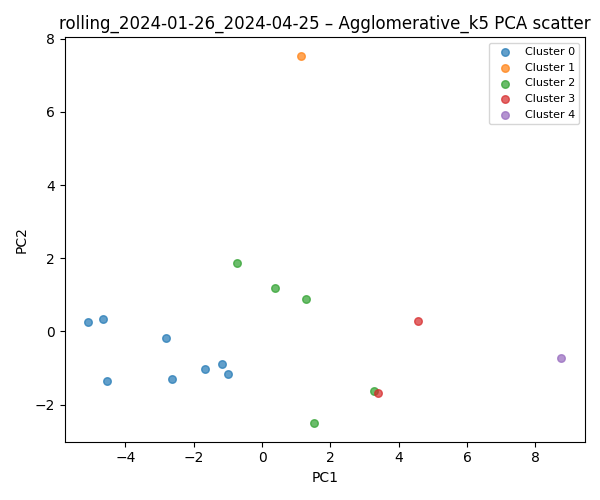 rolling_2024-01-26_2024-04-25 – Agglomerative_k5 PCA scatter
8
6
4
2
0
−2
PC2
−4
−2
0
2
4
6
8
PC1
Cluster 0
Cluster 1
Cluster 2
Cluster 3
Cluster 4